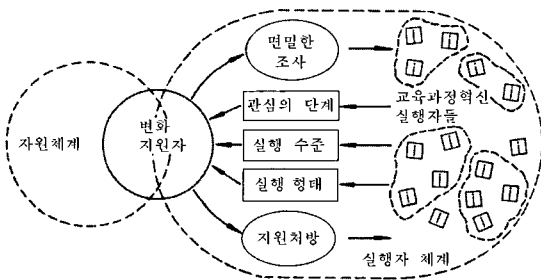 면밀한
조사
관심의 단계
교육과정혁신
실행자들
변화
지원자
자원체계
실행 수준
실행 형태
지원처방
실행자 체계